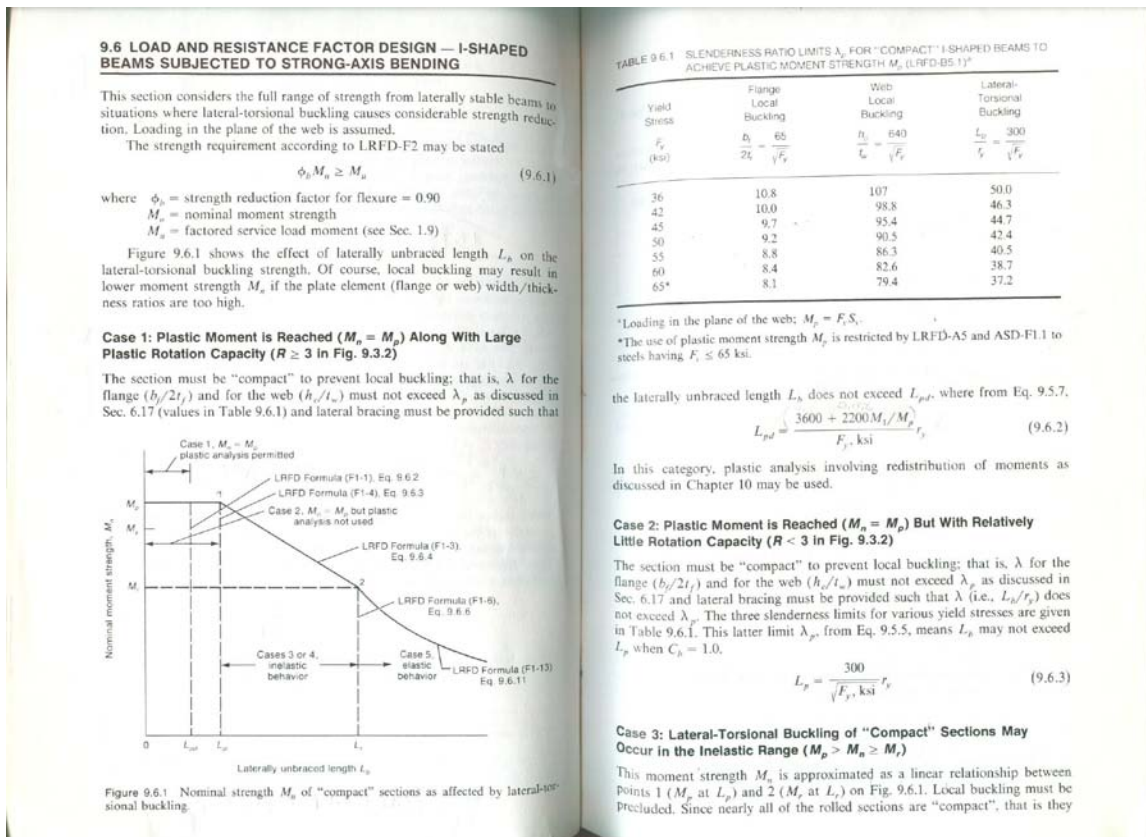 9.6 LOAD AND RESISTANCE FACTOR DESIGN — I-SHAPED
BEAMS SUBJECTED TO STRONG-AXIS BENDING
This section considers the full range of strength from laterally stable beams to
situations where lateral-torsional buckling causes considerable strength reduc-
tion. Loading in the plane of the web is assumed.
The strength requirement according to LRFD-F2 may be stated
ϕb Mn ≥ Mu (9.6.1)
where ϕb = strength reduction factor for flexure = 0.90
Mn = nominal moment strength
Mu = factored service load moment (see Sec. 1.9)
Figure 9.6.1 shows the effect of laterally unbraced length Lb on the
lateral-torsional buckling strength. Of course, local buckling may result in
lower moment strength Mn if the plate element (flange or web) width/thick-
ness ratios are too high.
Case 1: Plastic Moment is Reached (Mn = Mp) Along With Large
Plastic Rotation Capacity (R ≥ 3 in Fig. 9.3.2)
The section must be "compact" to prevent local buckling; that is, λ for the
flange (bf/2tf) and for the web (hc/tw) must not exceed λp as discussed in
Sec. 6.17 (values in Table 9.6.1) and lateral bracing must be provided such that
Case 1, Mn = Mp
plastic analysis permitted
LRFD Formula (F1-1), Eq. 9.6.2
LRFD Formula (F1-4), Eq. 9.6.3
Case 2, Mn = Mp but plastic
analysis not used
LRFD Formula (F1-3),
Eq. 9.6.4
LRFD Formula (F1-6),
Eq. 9.6.6
LRFD Formula (F1-13)
Eq. 9.6.11
Cases 3 or 4,
inelastic
behavior
Case 5,
elastic
behavior
1
2
Mp
Mr
Nominal moment strength, Mn
0 Lpd Lp Lr
Laterally unbraced length Lb
Figure 9.6.1 Nominal strength Mn of "compact" sections as affected by lateral-tor-
sional buckling.
TABLE 9.6.1 SLENDERNESS RATIO LIMITS λp FOR "COMPACT" I-SHAPED BEAMS TO
ACHIEVE PLASTIC MOMENT STRENGTH Mp (LRFD-B5.1)*
Yield Stress Fy (ksi)
Flange Local Buckling bf/2tf = 65/√Fy
Web Local Buckling hc/tw = 640/√Fy
Lateral-Torsional Buckling Lp/ry = 300/√Fy
36 10.8 107 50.0
42 10.0 98.8 46.3
45 9.7 95.4 44.7
50 9.2 90.5 42.4
55 8.8 86.3 40.5
60 8.4 82.6 38.7
65* 8.1 79.4 37.2
*Loading in the plane of the web;
*The use of plastic moment strength Mp is restricted by LRFD-A5 and ASD-F1.1 to
steels having Fy ≤ 65 ksi.
the laterally unbraced length Lb does not exceed Lpd, where from Eq. 9.5.7,
Lpd = (3600 + 2200M1/Mp)/(Fy, ksi) ry (9.6.2)
In this category, plastic analysis involving redistribution of moments as
discussed in Chapter 10 may be used.
Case 2: Plastic Moment is Reached (Mn = Mp) But With Relatively
Little Rotation Capacity (R < 3 in Fig. 9.3.2)
The section must be "compact" to prevent local buckling; that is, λ for the
flange (bf/2tf) and for the web (hc/tw) must not exceed λp as discussed in
Sec. 6.17 and lateral bracing must be provided such that λ (i.e., Lb/ry) does
not exceed λp. The three slenderness limits for various yield stresses are given
in Table 9.6.1. This latter limit λp, from Eq. 9.5.5, means Lb may not exceed
Lp when Cb = 1.0.
Lp = 300/√(Fy, ksi) ry (9.6.3)
Case 3: Lateral-Torsional Buckling of "Compact" Sections May
Occur in the Inelastic Range (Mp > Mn ≥ Mr)
This moment strength Mn is approximated as a linear relationship between
points 1 (Mp at Lp) and 2 (Mr at Lr) on Fig. 9.6.1. Local buckling must be
precluded. Since nearly all of the rolled sections are "compact", that is they